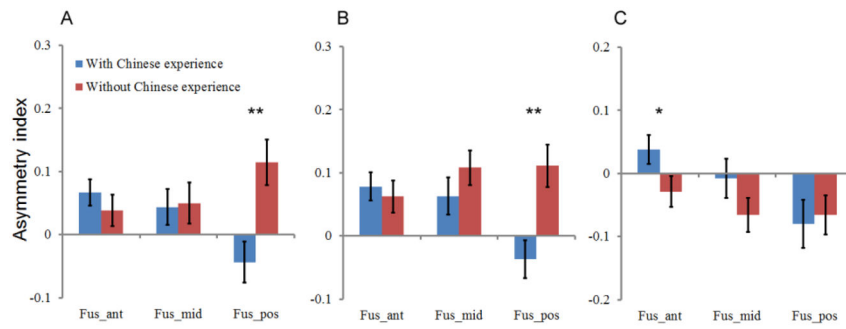 A
B
C
0.3
0.2
0.1
0
-0.1
Asymmetry index
With Chinese experience
Without Chinese experience
**
Fus_ant
Fus_mid
Fus_pos
0.3
0.2
0.1
0
-0.1
**
Fus_ant
Fus_mid
Fus_pos
0.2
0.1
0
-0.1
-0.2
*
Fus_ant
Fus_mid
Fus_pos